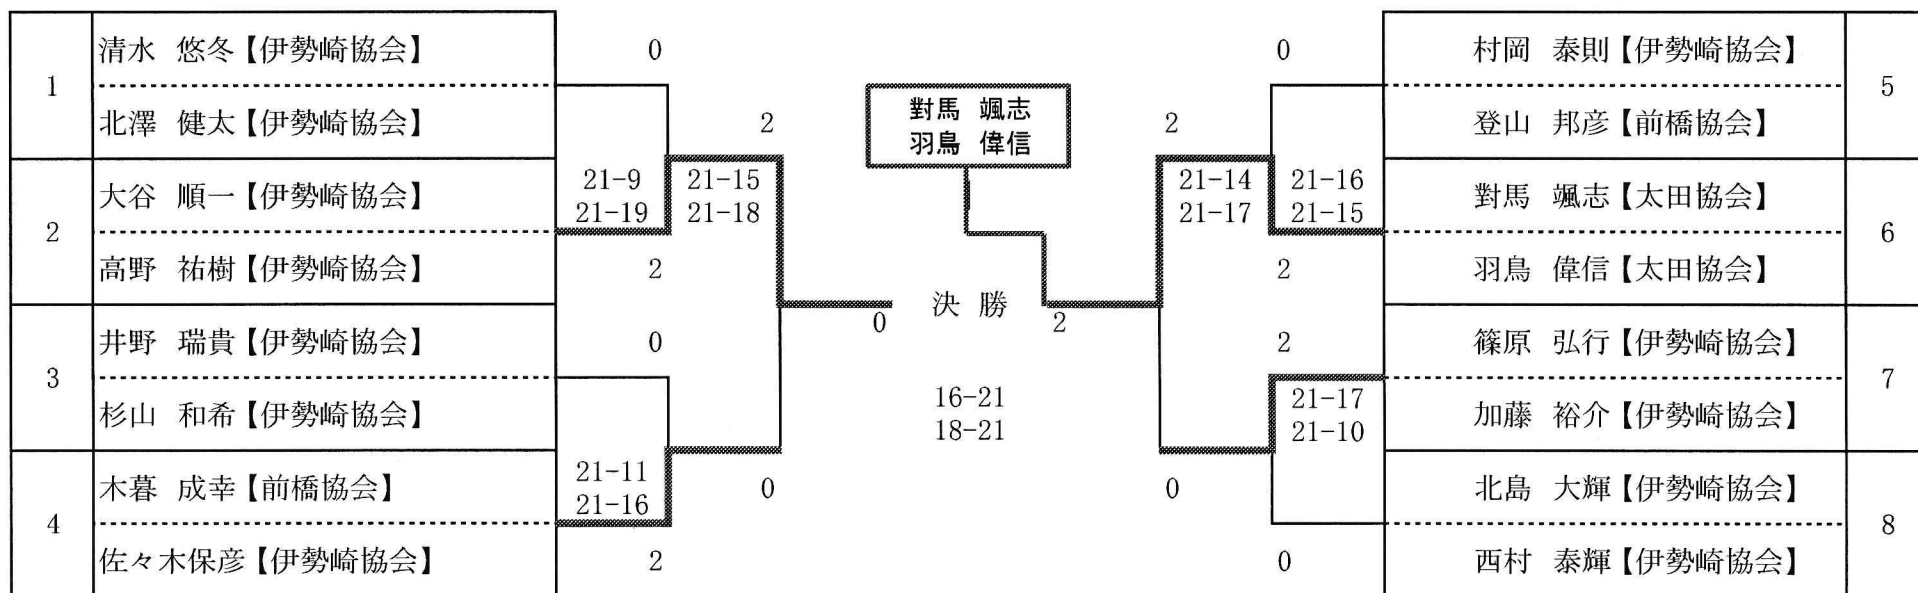 1
清水 悠冬【伊勢崎協会】
北澤 健太【伊勢崎協会】
2
大谷 順一【伊勢崎協会】
高野 祐樹【伊勢崎協会】
3
井野 瑞貴【伊勢崎協会】
杉山 和希【伊勢崎協会】
4
木暮 成幸【前橋協会】
佐々木保彦【伊勢崎協会】
0
21-9
21-19
2
0
21-11
21-16
2
2
21-15
21-18
0
對馬 颯志
羽鳥 偉信
0
決 勝
2
16-21
18-21
2
21-14
21-17
0
0
21-16
21-15
2
2
21-17
21-10
0
村岡 泰則【伊勢崎協会】
登山 邦彦【前橋協会】
5
對馬 颯志【太田協会】
羽鳥 偉信【太田協会】
6
篠原 弘行【伊勢崎協会】
加藤 裕介【伊勢崎協会】
7
北島 大輝【伊勢崎協会】
西村 泰輝【伊勢崎協会】
8